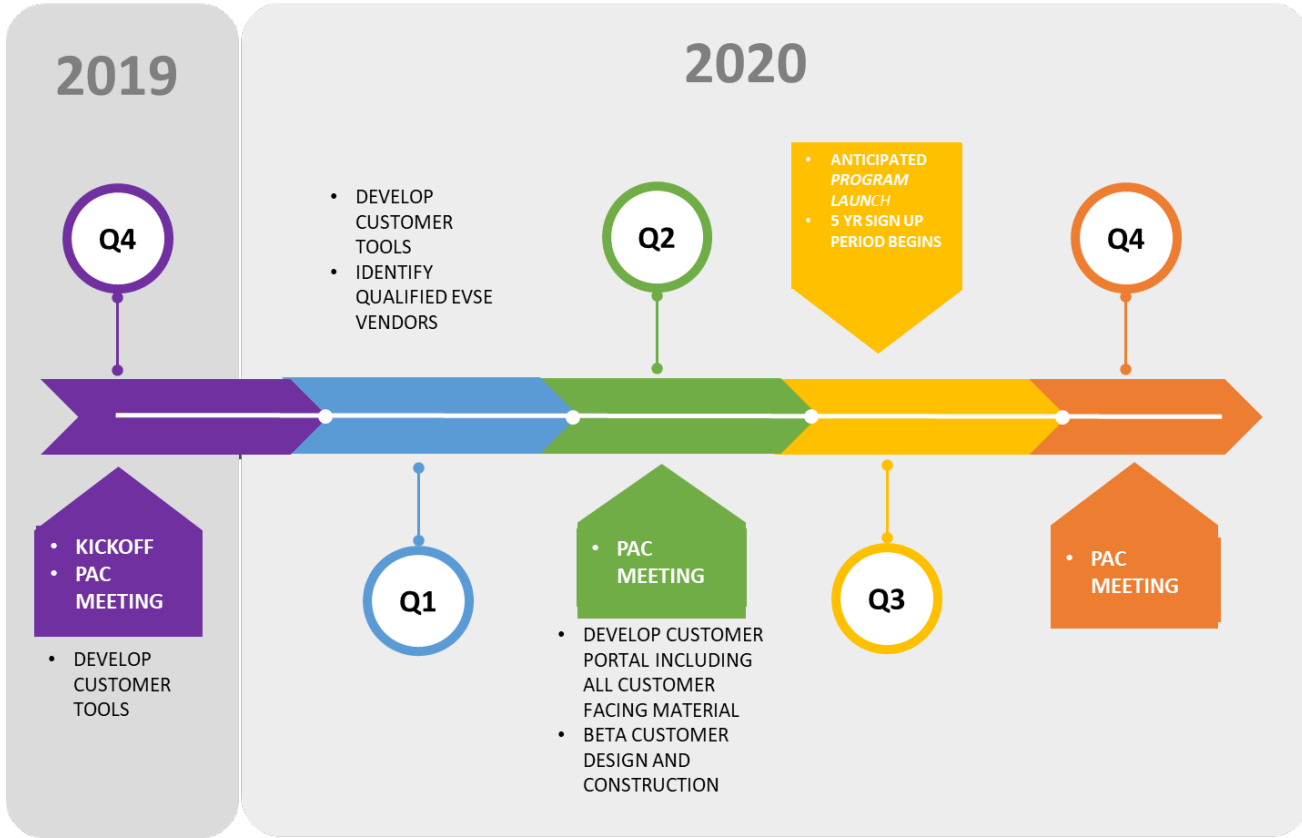 2019
2020
Q4
• DEVELOP
CUSTOMER
TOOLS
• IDENTIFY
QUALIFIED EVSE
VENDORS
Q2
• ANTICIPATED
PROGRAM
LAUNCH
• 5 YR SIGN UP
PERIOD BEGINS
Q4
• KICKOFF
• PAC
MEETING
• DEVELOP
CUSTOMER
TOOLS
Q1
• PAC
MEETING
• DEVELOP CUSTOMER
PORTAL INCLUDING
ALL CUSTOMER
FACING MATERIAL
• BETA CUSTOMER
DESIGN AND
CONSTRUCTION
Q3
• PAC
MEETING